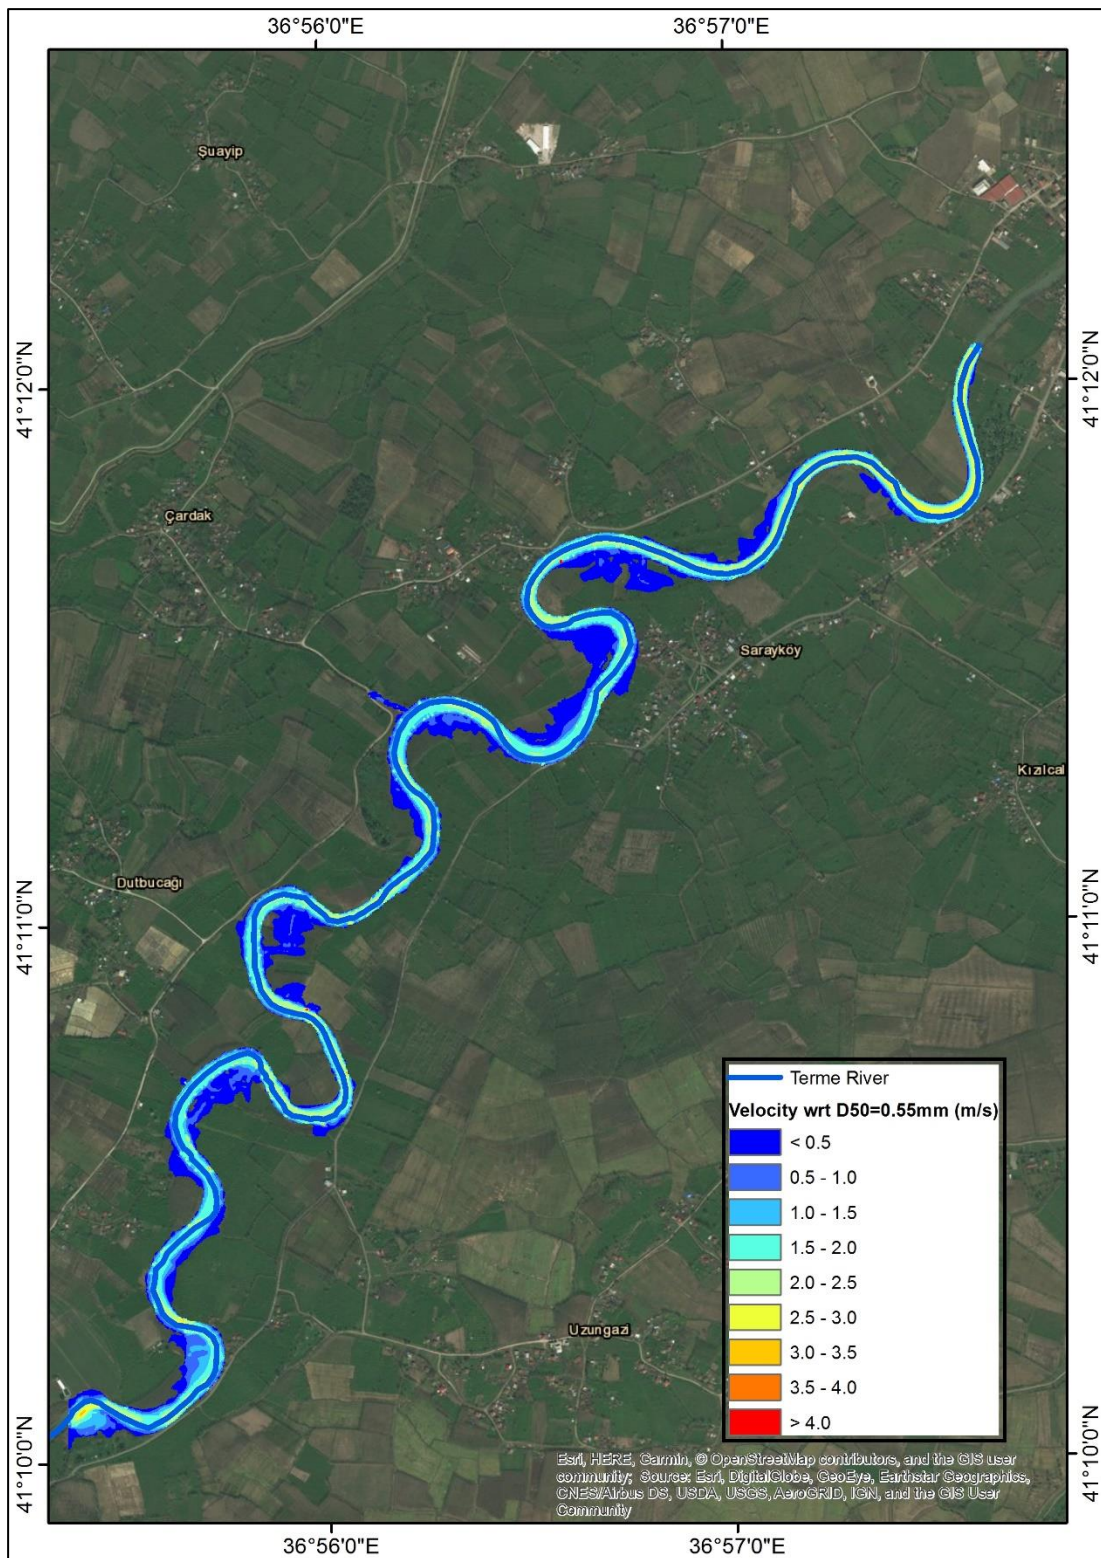 36°56'0"E
36°57'0"E
Şuayip
41°12'0"N
41°12'0"N
Çardak
Sarayköy
Kızılcal
Dutbucağı
41°11'0"N
41°11'0"N
Terme River
Velocity wrt D50=0.55mm (m/s)
< 0.5
0.5 - 1.0
1.0 - 1.5
1.5 - 2.0
2.0 - 2.5
2.5 - 3.0
3.0 - 3.5
3.5 - 4.0
> 4.0
Uzungazi
41°10'0"N
41°10'0"N
Esri, HERE, Garmin, © OpenStreetMap contributors, and the GIS user
community; Source: Esri, DigitalGlobe, GeoEye, Earthstar Geographics,
CNES/Airbus DS, USDA, USGS, AeroGRID, IGN, and the GIS User
Community
36°56'0"E
36°57'0"E